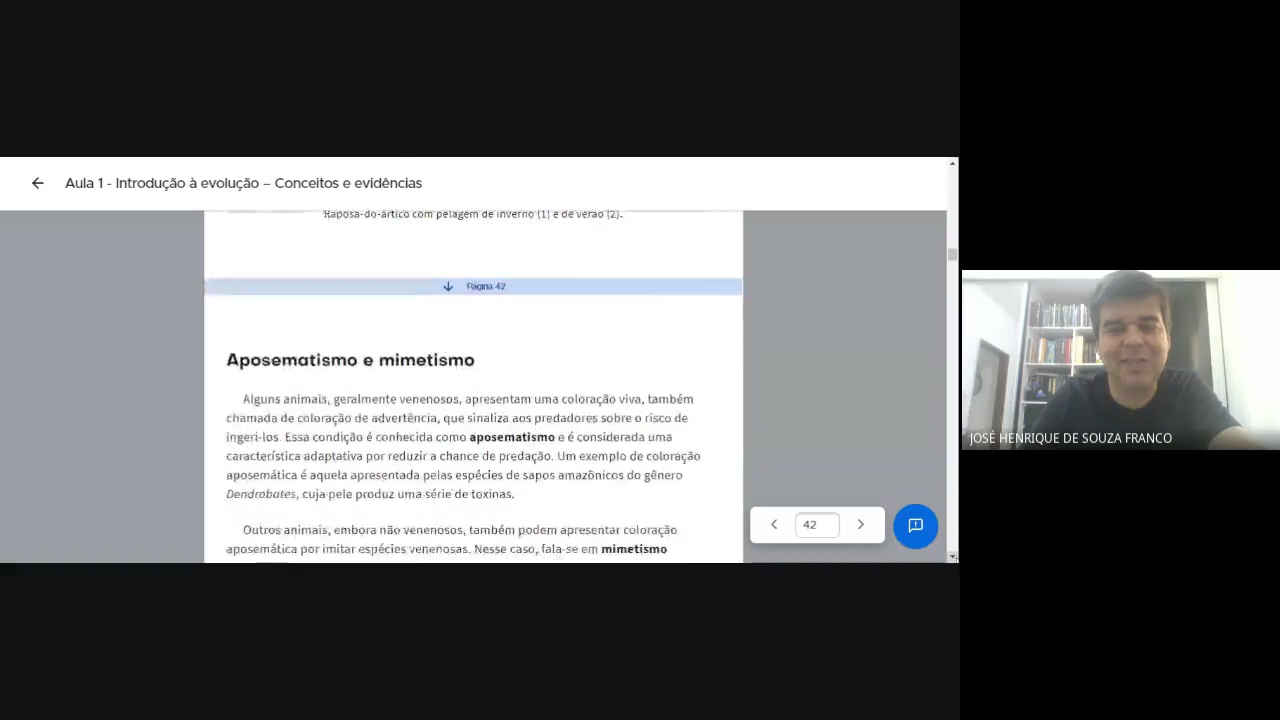 Aula 1 - Introdução à evolução – Conceitos e evidências
Raposa-do-ártico com pelagem de inverno (1) e de verão (2).
Página 42
Aposematismo e mimetismo
Alguns animais, geralmente venenosos, apresentam uma coloração viva, também
chamada de coloração de advertência, que sinaliza aos predadores sobre o risco de
ingeri-los. Essa condição é conhecida como aposematismo e é considerada uma
característica adaptativa por reduzir a chance de predação. Um exemplo de coloração
aposemática é aquela apresentada pelas espécies de sapos amazônicos do gênero
Dendrobates, cuja pele produz uma série de toxinas.
Outros animais, embora não venenosos, também podem apresentar coloração
aposemática por imitar espécies venenosas. Nesse caso, fala-se em mimetismo
42
JOSÉ HENRIQUE DE SOUZA FRANCO